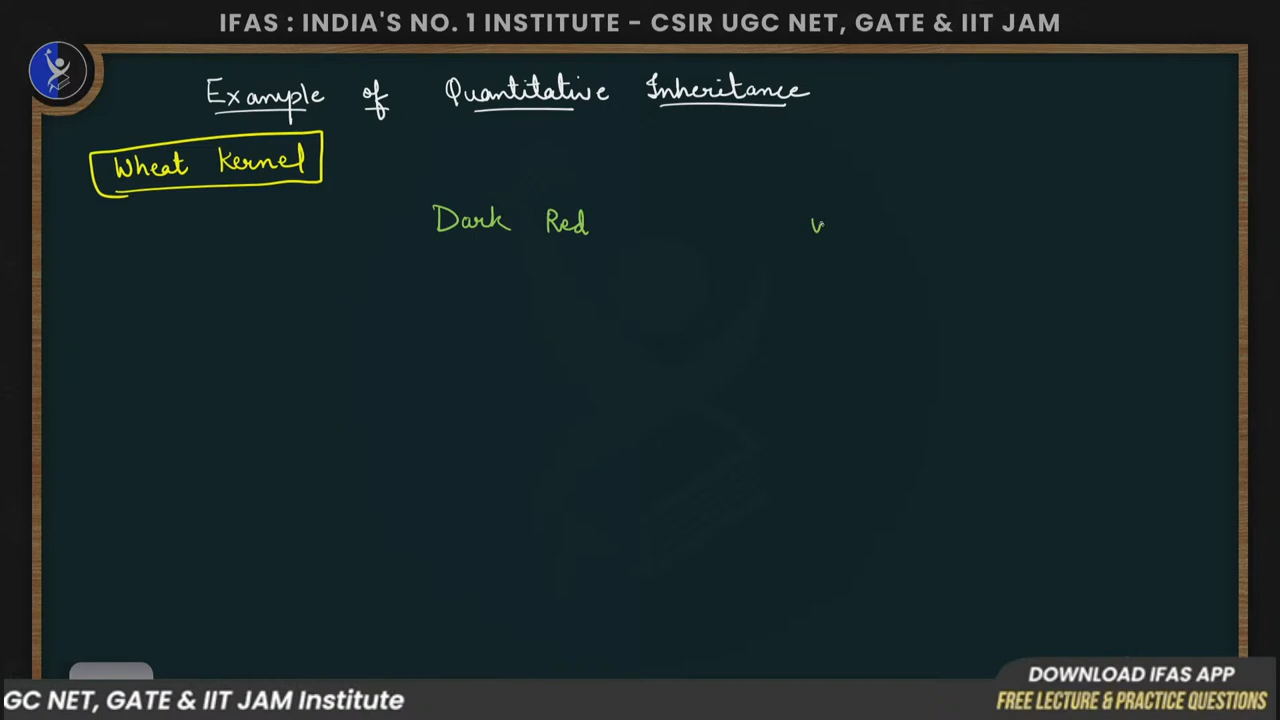 IFAS : INDIA'S NO. 1 INSTITUTE - CSIR UGC NET, GATE & IIT JAM
Example of Quantitative Inheritance
Wheat Kernel
Dark Red
DOWNLOAD IFAS APP
GC NET, GATE & IIT JAM Institute
FREE LECTURE & PRACTICE QUESTIONS